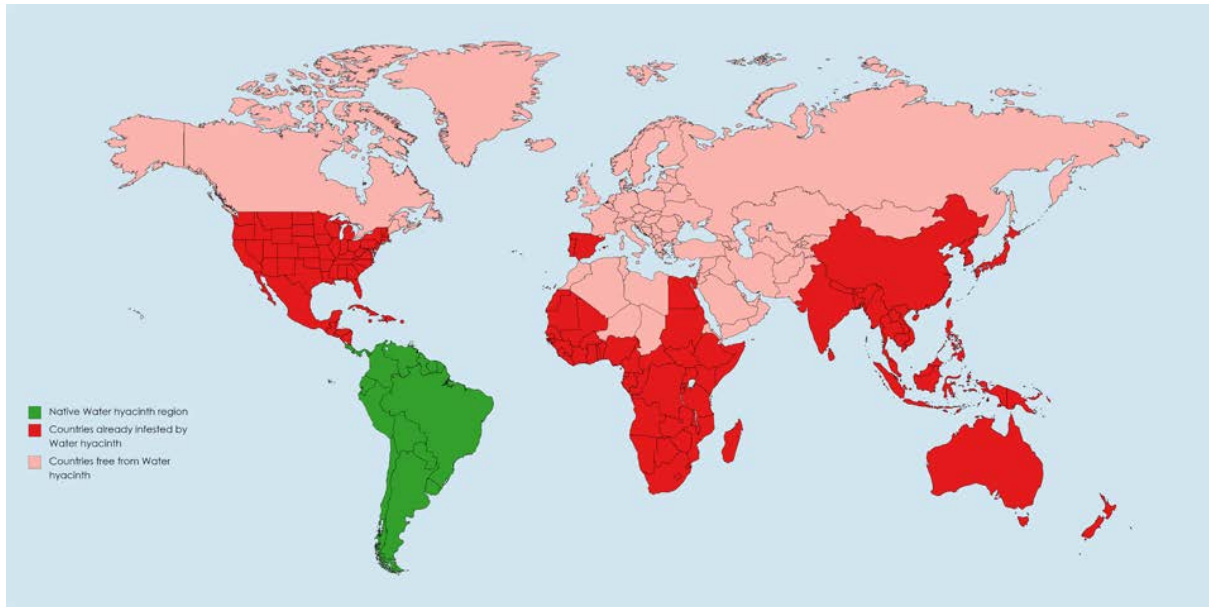 Native Water hyacinth region
Countries already infested by
Water hyacinth
Countries free from Water
hyacinth